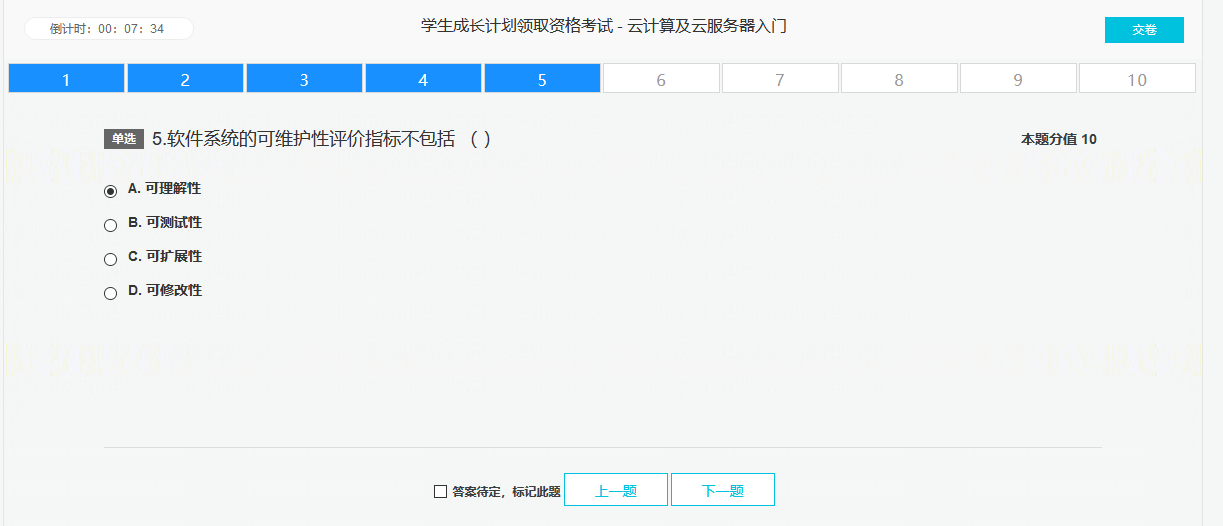 倒计时：00：07：34
学生成长计划领取资格考试 - 云计算及云服务器入门
交卷
1 2 3 4 5 6 7 8 9 10
单选 5.软件系统的可维护性评价指标不包括 （ ）
本题分值 10
A. 可理解性
B. 可测试性
C. 可扩展性
D. 可修改性
答案待定，标记此题 上一题 下一题